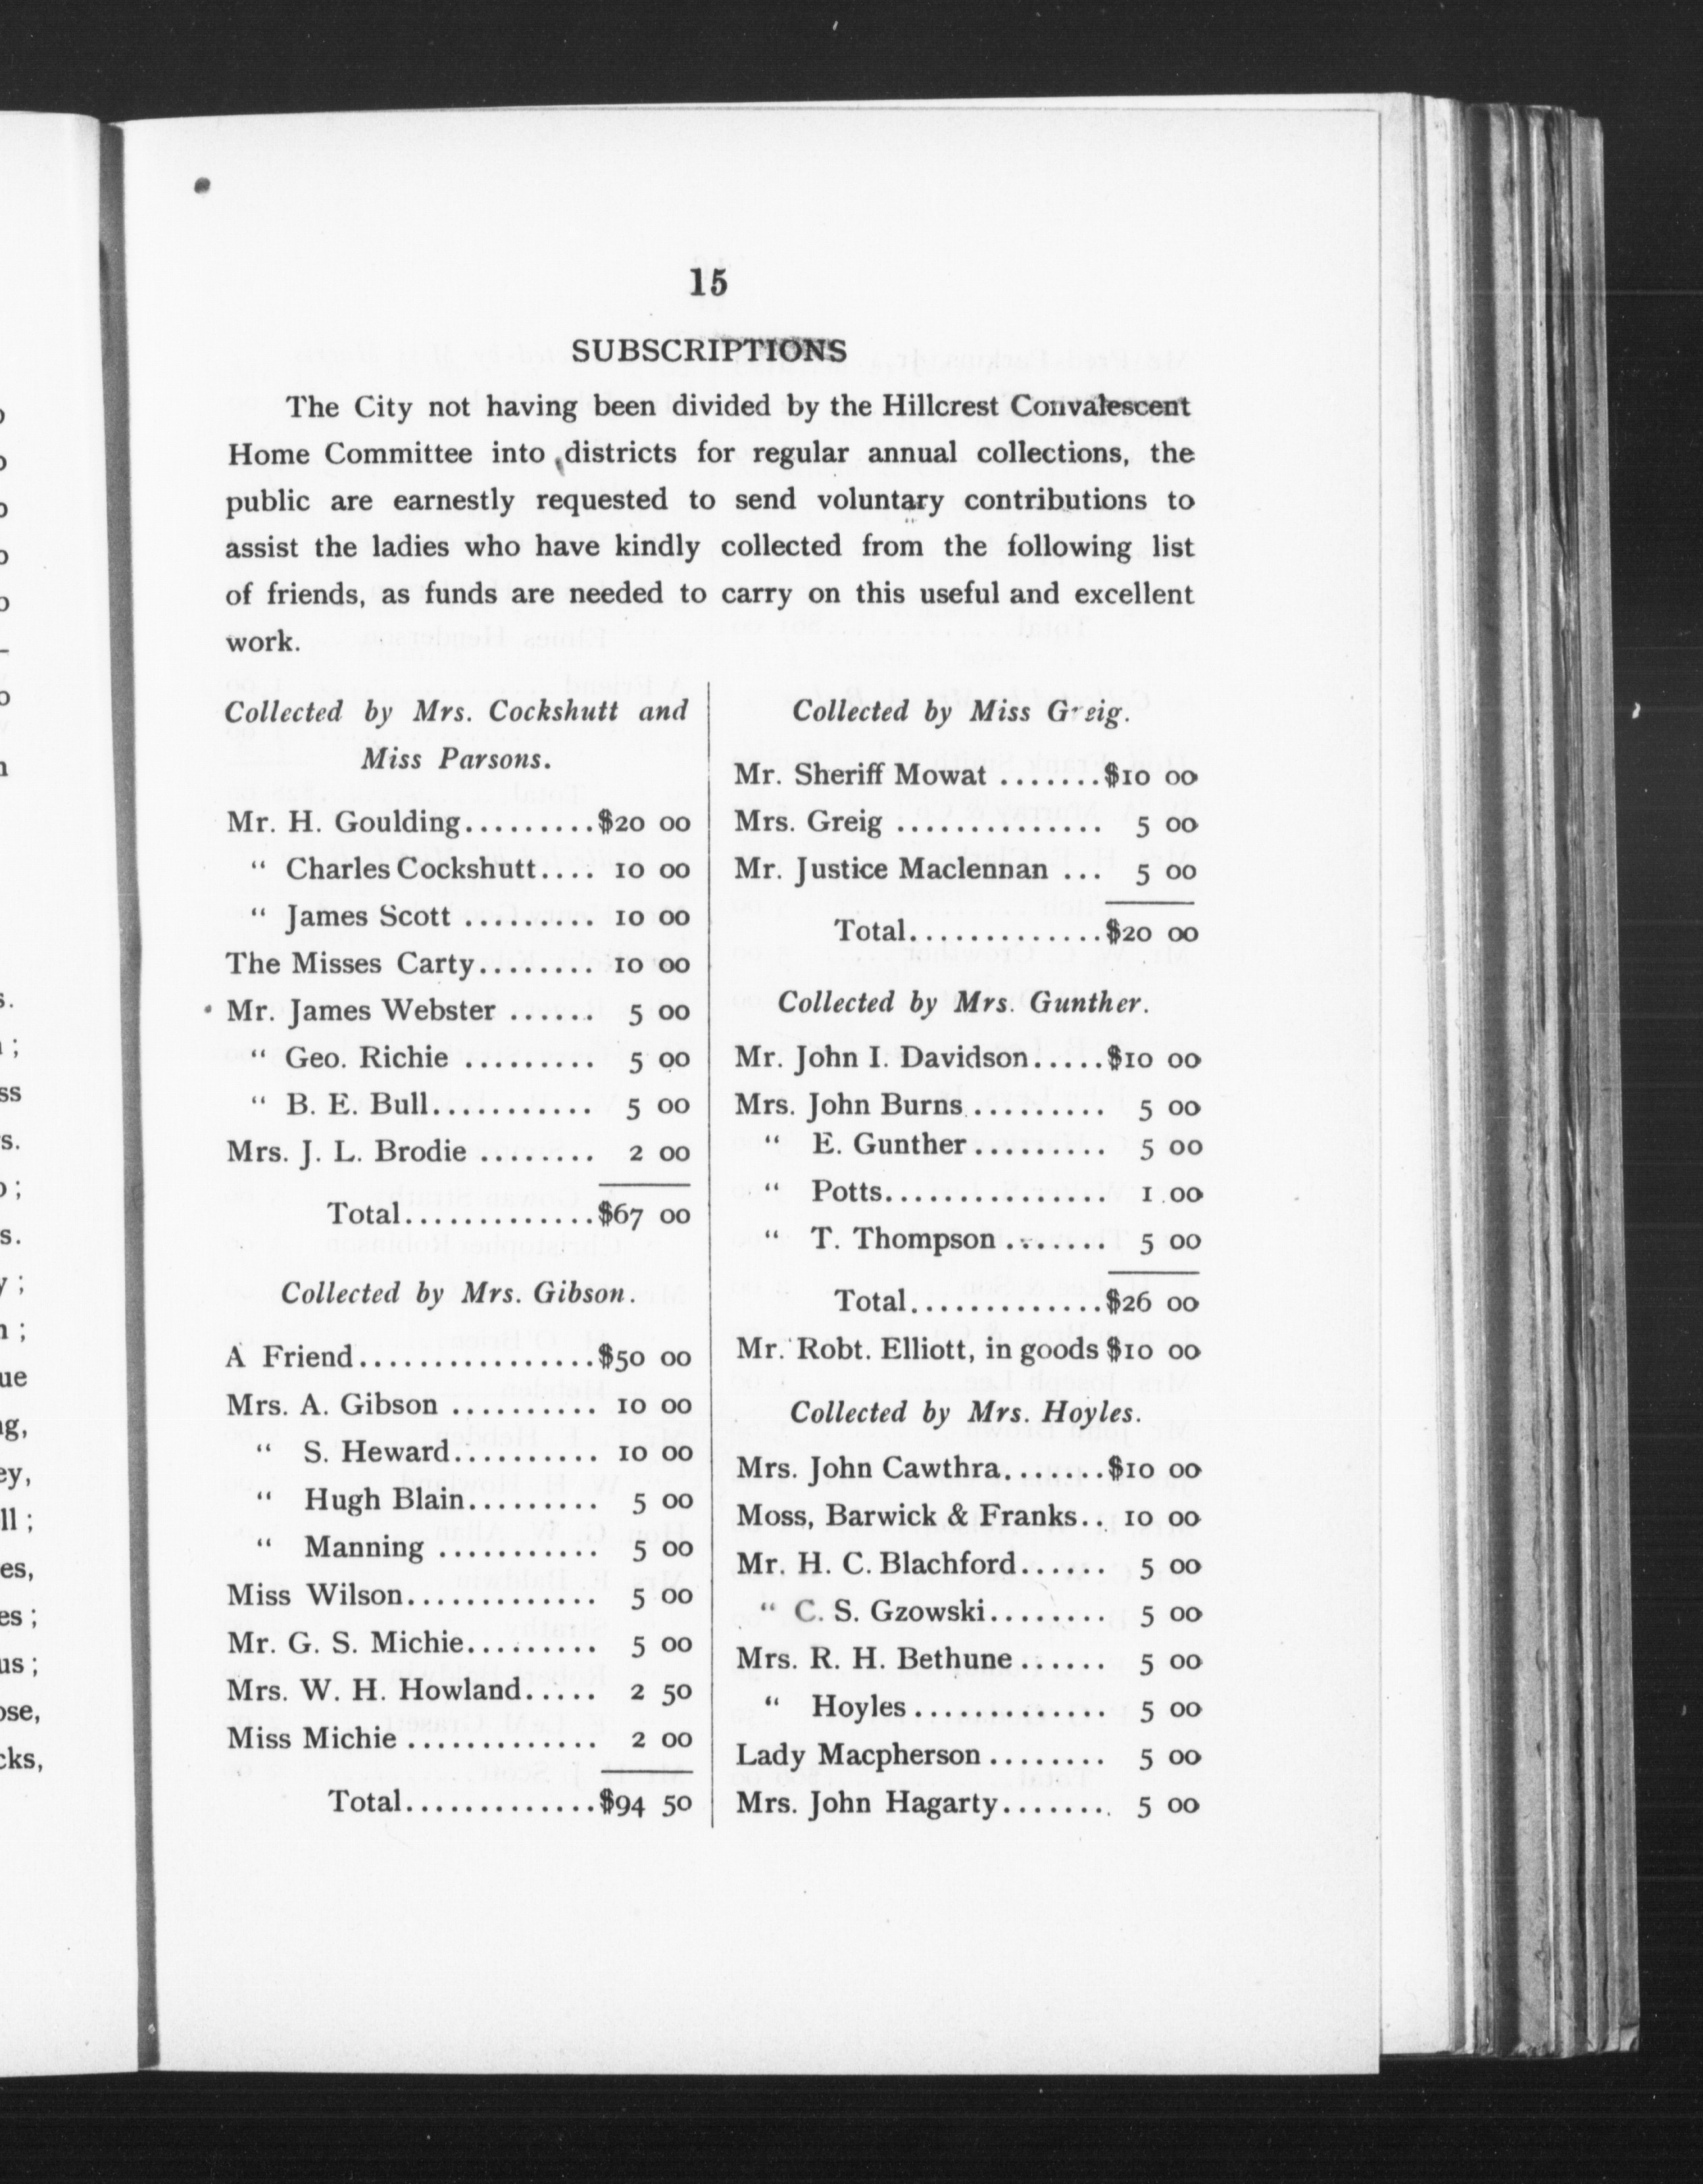 15
SUBSCRIPTIONS
The City not having been divided by the Hillcrest Convalescent
Home Committee into districts for regular annual collections, the
public are earnestly requested to send voluntary contributions to
assist the ladies who have kindly collected from the following list
of friends, as funds are needed to carry on this useful and excellent
work.
Collected by Mrs. Cockshutt and
Miss Parsons.
Mr. H. Goulding.........$20 00
" Charles Cockshutt.... 10 00
" James Scott ......... 10 00
The Misses Carty........ 10 00
Mr. James Webster ...... 5 00
" Geo. Richie ......... 5 00
" B. E. Bull........... 5 00
Mrs. J. L. Brodie ........ 2 00
Total.............$67 00
Collected by Mrs. Gibson.
A Friend................$50 00
Mrs. A. Gibson .......... 10 00
" S. Heward.......... 10 00
" Hugh Blain......... 5 00
" Manning ........... 5 00
Miss Wilson............. 5 00
Mr. G. S. Michie......... 5 00
Mrs. W. H. Howland..... 2 50
Miss Michie ............. 2 00
Total.............$94 50
Collected by Miss Greig.
Mr. Sheriff Mowat .......$10 00
Mrs. Greig .............. 5 00
Mr. Justice Maclennan ... 5 00
Total.............$20 00
Collected by Mrs. Gunther.
Mr. John I. Davidson.....$10 00
Mrs. John Burns.......... 5 00
" E. Gunther......... 5 00
" Potts............... 1 00
" T. Thompson ....... 5 00
Total.............$26 00
Mr. Robt. Elliott, in goods $10 00
Collected by Mrs. Hoyles.
Mrs. John Cawthra.......$10 00
Moss, Barwick & Franks.. 10 00
Mr. H. C. Blachford...... 5 00
" C. S. Gzowski........ 5 00
Mrs. R. H. Bethune...... 5 00
" Hoyles............. 5 00
Lady Macpherson........ 5 00
Mrs. John Hagarty........ 5 00